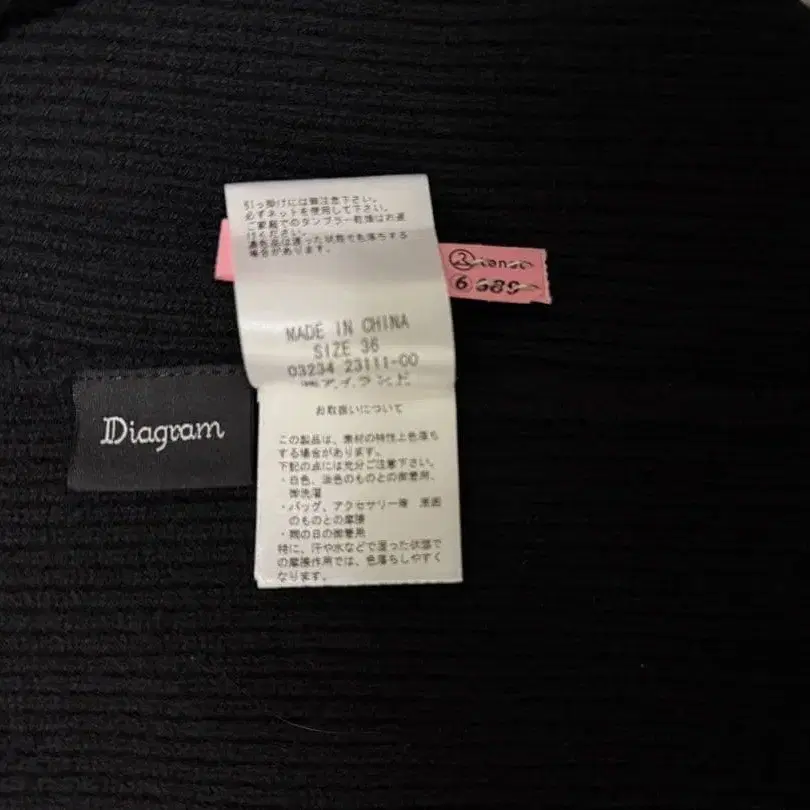 引っ掛けには御注意下さい。
必ずネットを使用して下さい。
ご家庭でのタンブラー乾燥はお避
けください。
濃色品は湿った状態で色落ちする
場合があります。
MADE IN CHINA
SIZE 36
03234 23111-00
㈱アイランド
Diagram
お取扱いについて
この製品は、素材の特性上色落ち
する場合があります。
下記の点には充分ご注意下さい。
・白色、淡色のものとの御着用、
御洗濯
・バッグ、アクセサリー等
のものとの摩擦
・雨の日の御着用
特に、汗や水などで湿った状態で
の摩擦作用では、色落ちしやすく
なります。